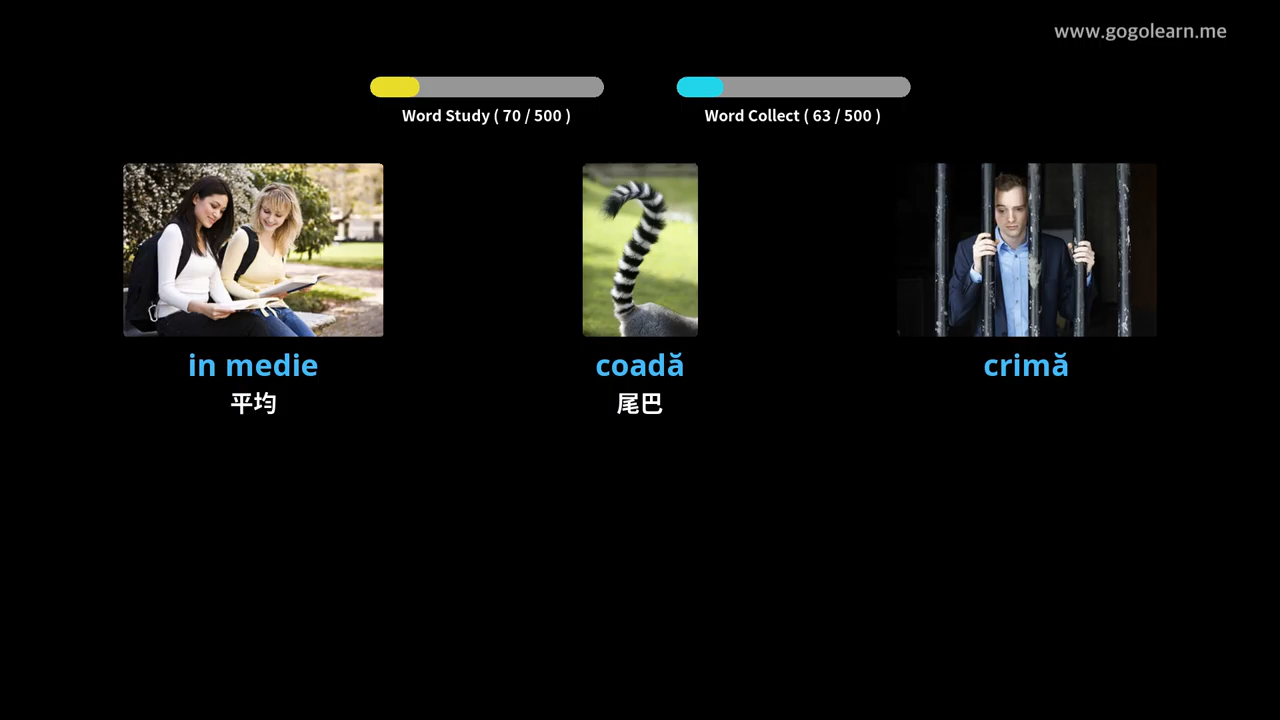 www.gogolearn.me
Word Study ( 70 / 500 )
Word Collect ( 63 / 500 )
in medie
coadă
crimă
平均
尾巴